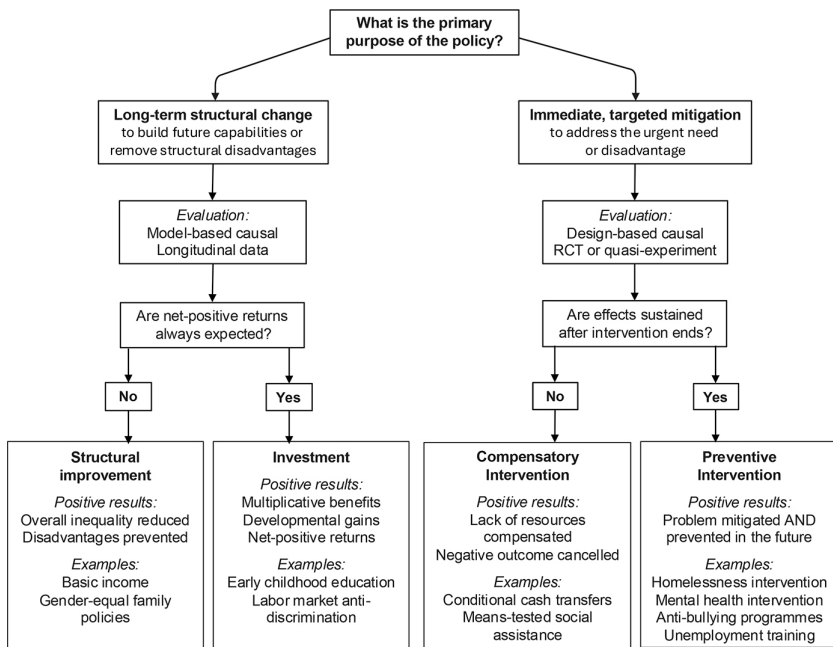 What is the primary
purpose of the policy?
Long-term structural change
to build future capabilities or
remove structural disadvantages
Immediate, targeted mitigation
to address the urgent need
or disadvantage
Evaluation:
Model-based causal
Longitudinal data
Evaluation:
Design-based causal
RCT or quasi-experiment
Are net-positive returns
always expected?
Are effects sustained
after intervention ends?
No
Yes
No
Yes
Structural
improvement
Positive results:
Overall inequality reduced
Disadvantages prevented
Examples:
Basic income
Gender-equal family
policies
Investment
Positive results:
Multiplicative benefits
Developmental gains
Net-positive returns
Examples:
Early childhood education
Labor market anti-
discrimination
Compensatory
Intervention
Positive results:
Lack of resources
compensated
Negative outcome cancelled
Examples:
Conditional cash transfers
Means-tested social
assistance
Preventive
Intervention
Positive results:
Problem mitigated AND
prevented in the future
Examples:
Homelessness intervention
Mental health intervention
Anti-bullying programmes
Unemployment training